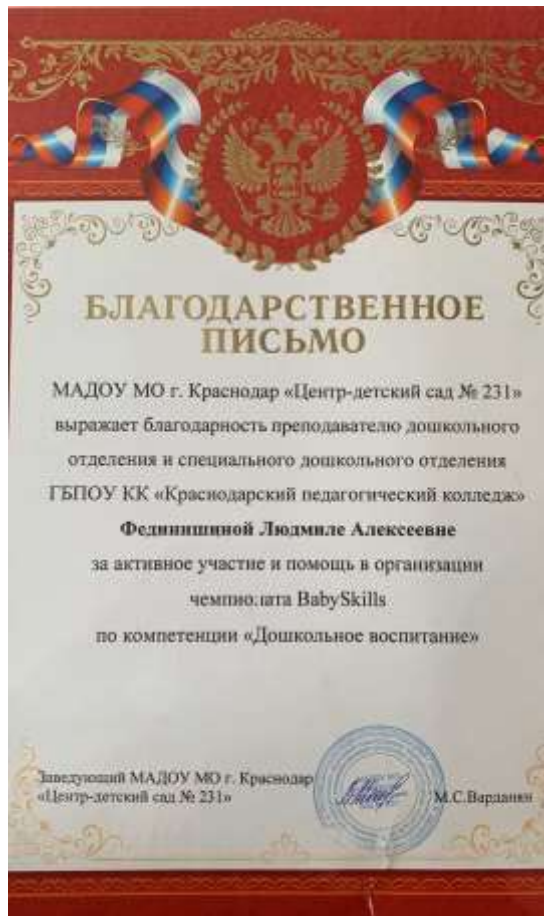 БЛАГОДАРСТВЕННОЕ
ПИСЬМО
МАДОУ МО г. Краснодар «Центр-детский сад № 231»
выражает благодарность преподавателю дошкольного
отделения и специального дошкольного отделения
ГБПОУ КК «Краснодарский педагогический колледж»
Фединишиной Людмиле Алексеевне
за активное участие и помощь в организации
чемпионата BabySkills
по компетенции «Дошкольное воспитание»
Заведующий МАДОУ МО г. Краснодар
«Центр-детский сад № 231»
М.С.Варданян